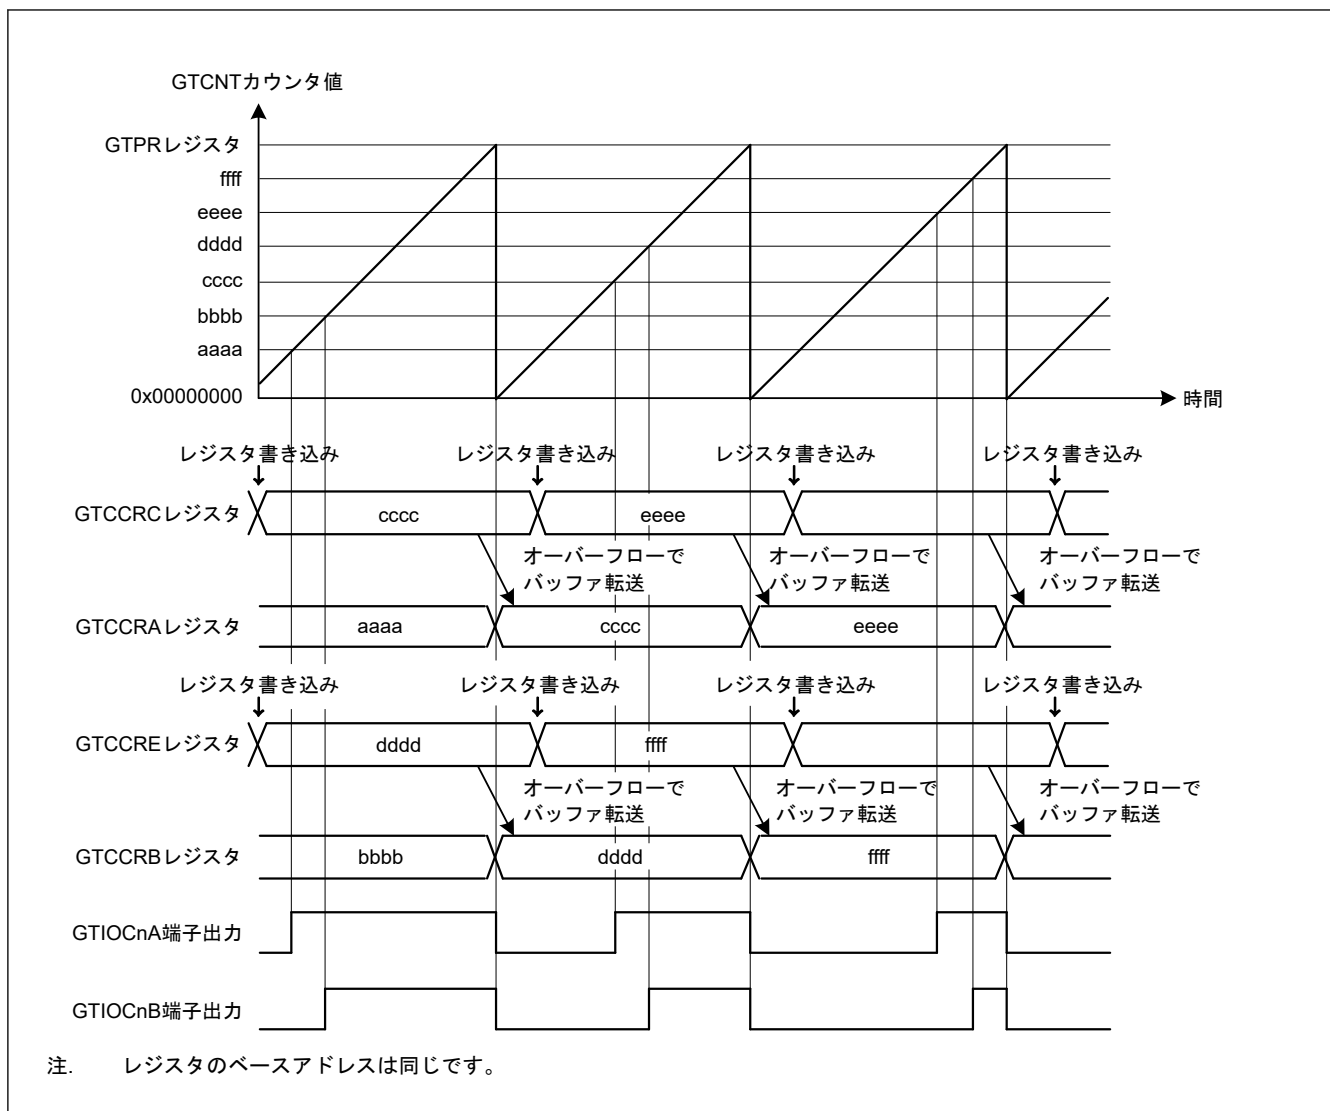 GTCNTカウンタ値
GTPRレジスタ
ffff
eeee
dddd
cccc
bbbb
aaaa
0x00000000
時間
レジスタ書き込み レジスタ書き込み レジスタ書き込み レジスタ書き込み
GTCCRCレジスタ cccc eeee
オーバーフローで オーバーフローで オーバーフローで
バッファ転送 バッファ転送 バッファ転送
GTCCRAレジスタ aaaa cccc eeee
レジスタ書き込み レジスタ書き込み レジスタ書き込み レジスタ書き込み
GTCCREレジスタ dddd ffff
オーバーフローで オーバーフローで オーバーフローで
バッファ転送 バッファ転送 バッファ転送
GTCCRBレジスタ bbbb dddd ffff
GTIOCnA端子出力
GTIOCnB端子出力
注. レジスタのベースアドレスは同じです。